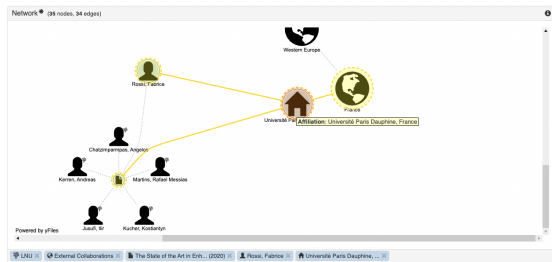 Network (35 nodes, 34 edges)
Western Europe
Rossi, Fabrice
France
Université Pa
Affiliation: Université Paris Dauphine, France
Chatzimparmpas, Angelos
Kerren, Andreas
Martins, Rafael Messias
Jusufi, Ilir
Kucher, Kostiantyn
Powered by yFiles
LNU × External Collaborations × The State of the Art in Enh... (2020) × Rossi, Fabrice × Université Paris Dauphine, ... ×